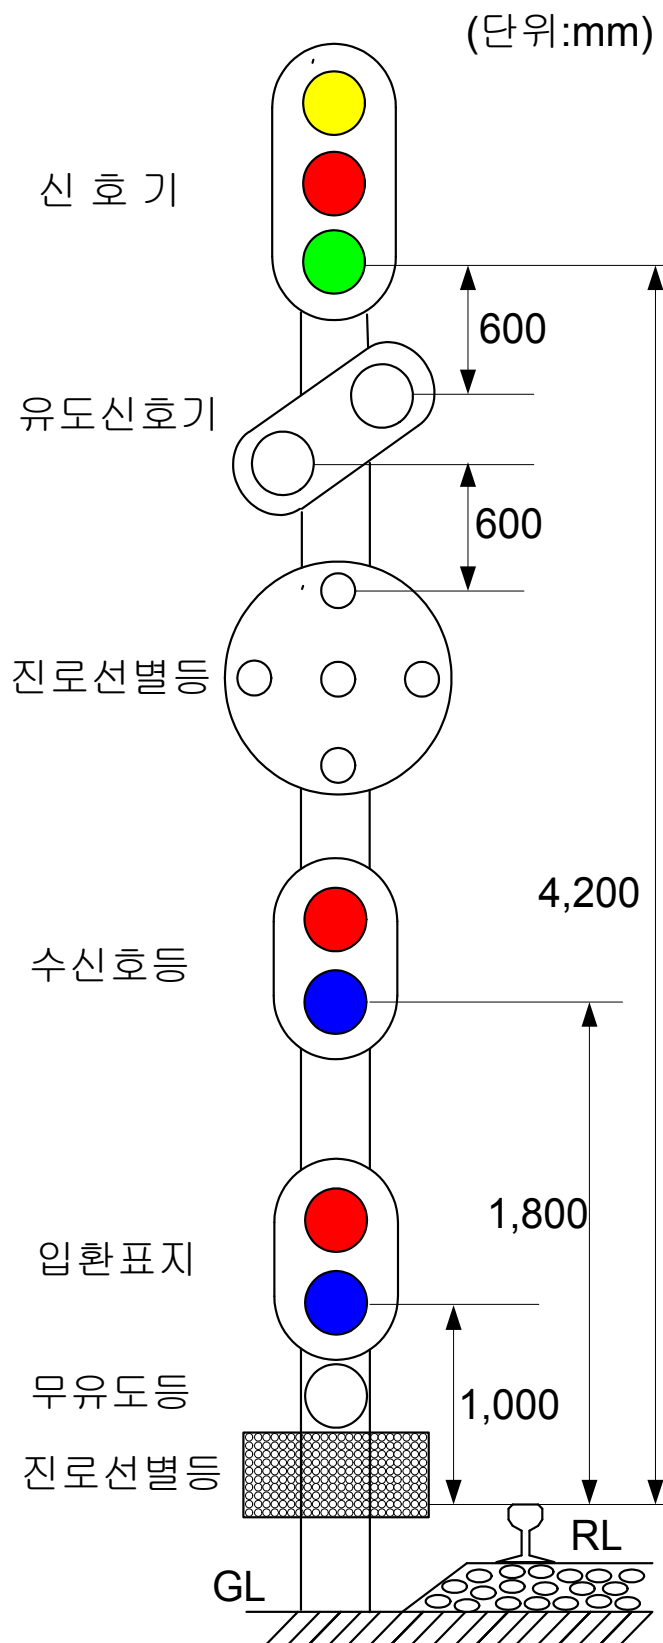 (단위:mm)
신 호 기
600
유도신호기
600
진로선별등
4,200
수신호등
1,800
입환표지
무유도등
1,000
진로선별등
RL
GL